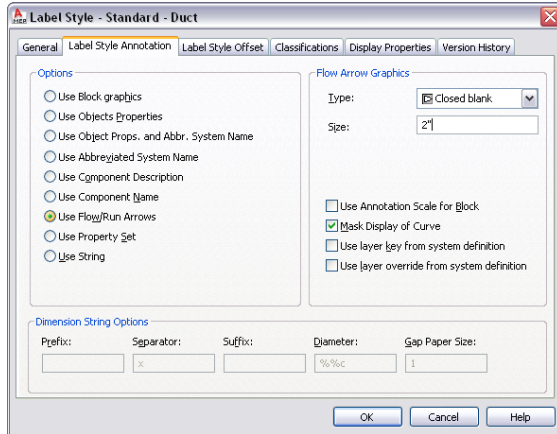 Label Style - Standard - Duct
General Label Style Annotation Label Style Offset Classifications Display Properties Version History
Options
Use Block graphics
Use Objects Properties
Use Object Props. and Abbr. System Name
Use Abbreviated System Name
Use Component Description
Use Component Name
Use Flow/Run Arrows
Use Property Set
Use String
Flow Arrow Graphics
Type: Closed blank
Size: 2"
Use Annotation Scale for Block
Mask Display of Curve
Use layer key from system definition
Use layer override from system definition
Dimension String Options
Prefix: Separator: Suffix: Diameter: Gap Paper Size:
x %%c 1
OK Cancel Help